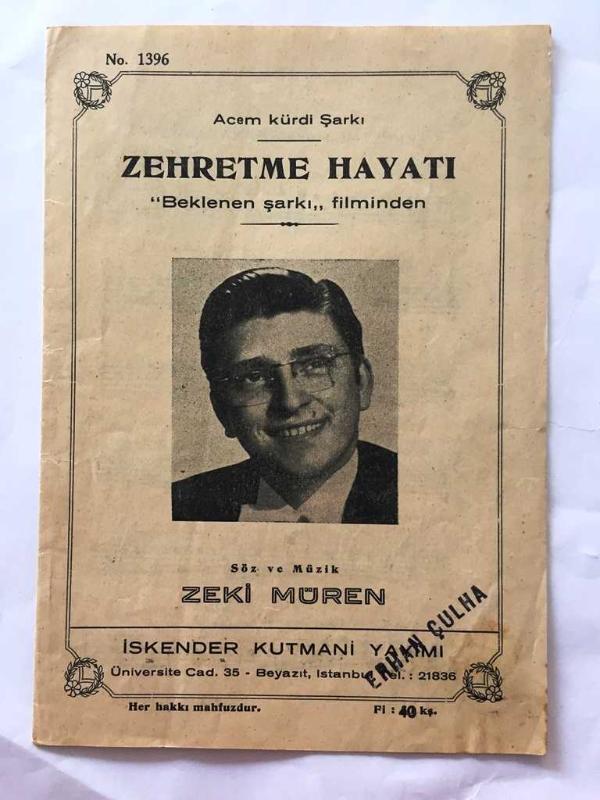 No. 1396
Acem kürdi Şarkı
ZEHRETME HAYATI
"Beklenen şarkı,, filminden
Söz ve Müzik
ZEKİ MÜREN
İSKENDER KUTMANİ YAYIMI
Üniversite Cad. 35 - Beyazıt, Istanbul Tel. : 21836
ERHAN ÇULHA
Her hakkı mahfuzdur.
Fi : 40 kş.